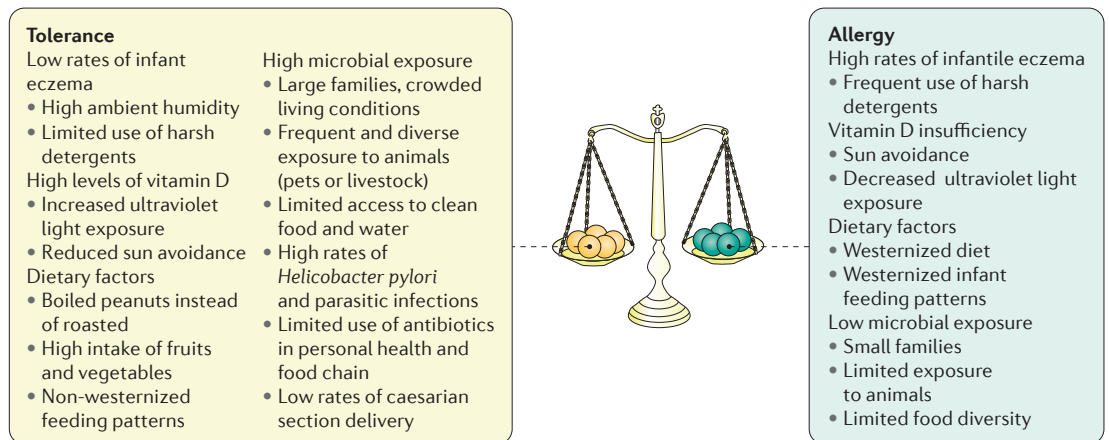 Tolerance
Low rates of infant
eczema
• High ambient humidity
• Limited use of harsh
detergents
High levels of vitamin D
• Increased ultraviolet
light exposure
• Reduced sun avoidance
Dietary factors
• Boiled peanuts instead
of roasted
• High intake of fruits
and vegetables
• Non-westernized
feeding patterns
High microbial exposure
• Large families, crowded
living conditions
• Frequent and diverse
exposure to animals
(pets or livestock)
• Limited access to clean
food and water
• High rates of
Helicobacter pylori
and parasitic infections
• Limited use of antibiotics
in personal health and
food chain
• Low rates of caesarian
section delivery
Allergy
High rates of infantile eczema
• Frequent use of harsh
detergents
Vitamin D insufficiency
• Sun avoidance
• Decreased ultraviolet light
exposure
Dietary factors
• Westernized diet
• Westernized infant
feeding patterns
Low microbial exposure
• Small families
• Limited exposure
to animals
• Limited food diversity